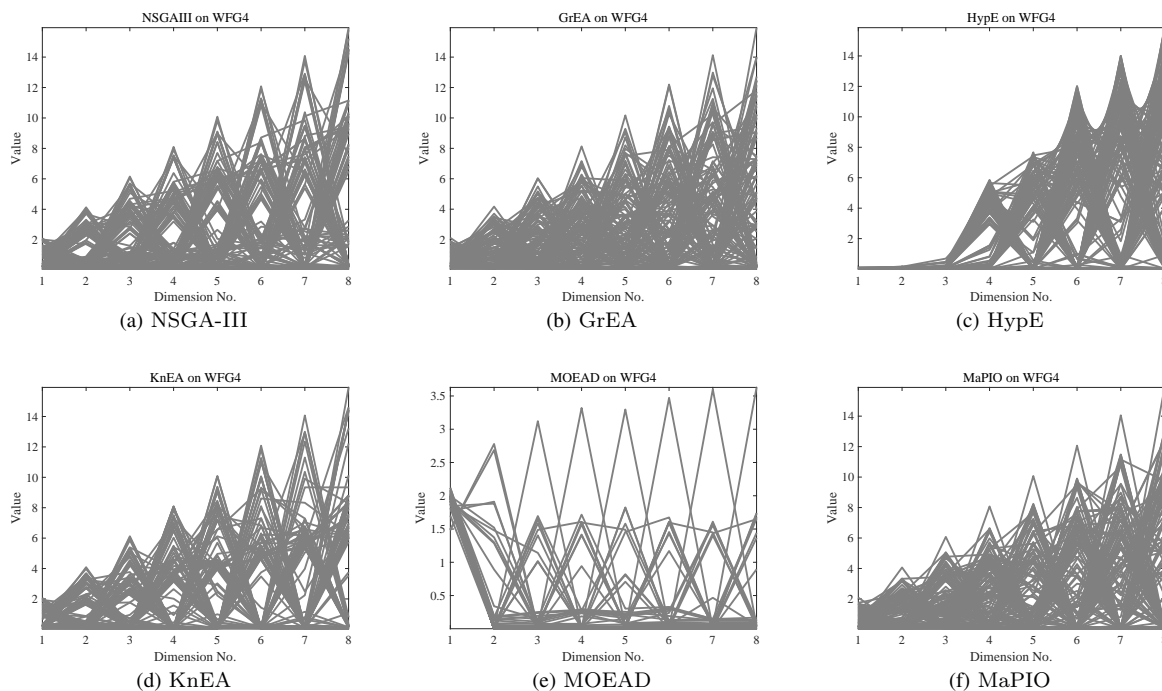 NSGAIII on WFG4
14
12
10
8
6
4
2
Value
1 2 3 4 5 6 7 8
Dimension No.
(a) NSGA-III
GrEA on WFG4
14
12
10
8
6
4
2
Value
1 2 3 4 5 6 7 8
Dimension No.
(b) GrEA
HypE on WFG4
14
12
10
8
6
4
2
Value
1 2 3 4 5 6 7
Dimension No.
(c) HypE
KnEA on WFG4
14
12
10
8
6
4
2
Value
1 2 3 4 5 6 7 8
Dimension No.
(d) KnEA
MOEAD on WFG4
3.5
3
2.5
2
1.5
1
0.5
Value
1 2 3 4 5 6 7 8
Dimension No.
(e) MOEAD
MaPIO on WFG4
14
12
10
8
6
4
2
Value
1 2 3 4 5 6 7
Dimension No.
(f) MaPIO